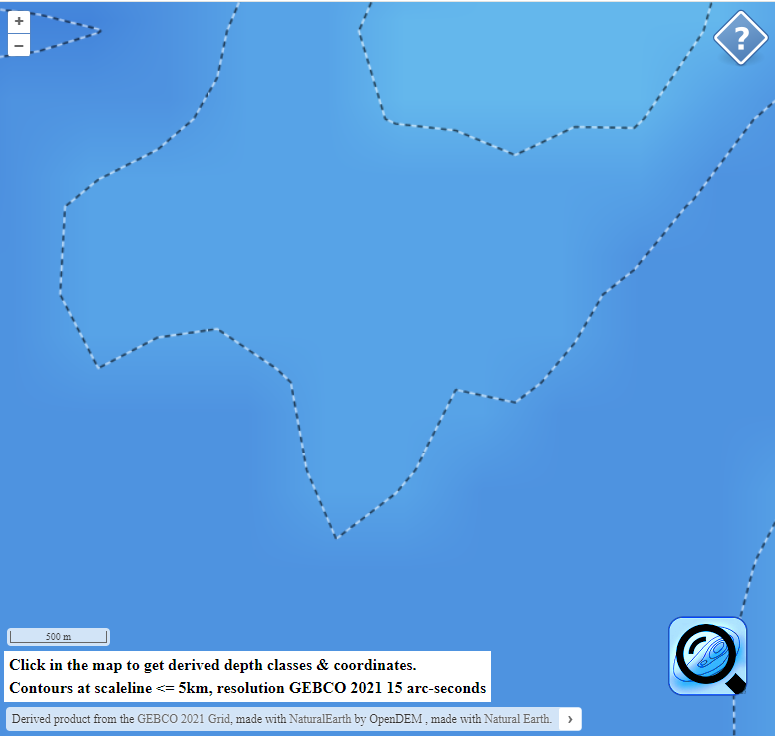 +
−
?
500 m
Click in the map to get derived depth classes & coordinates.
Contours at scaleline <= 5km, resolution GEBCO 2021 15 arc-seconds
Derived product from the GEBCO 2021 Grid, made with NaturalEarth by OpenDEM , made with Natural Earth. ›